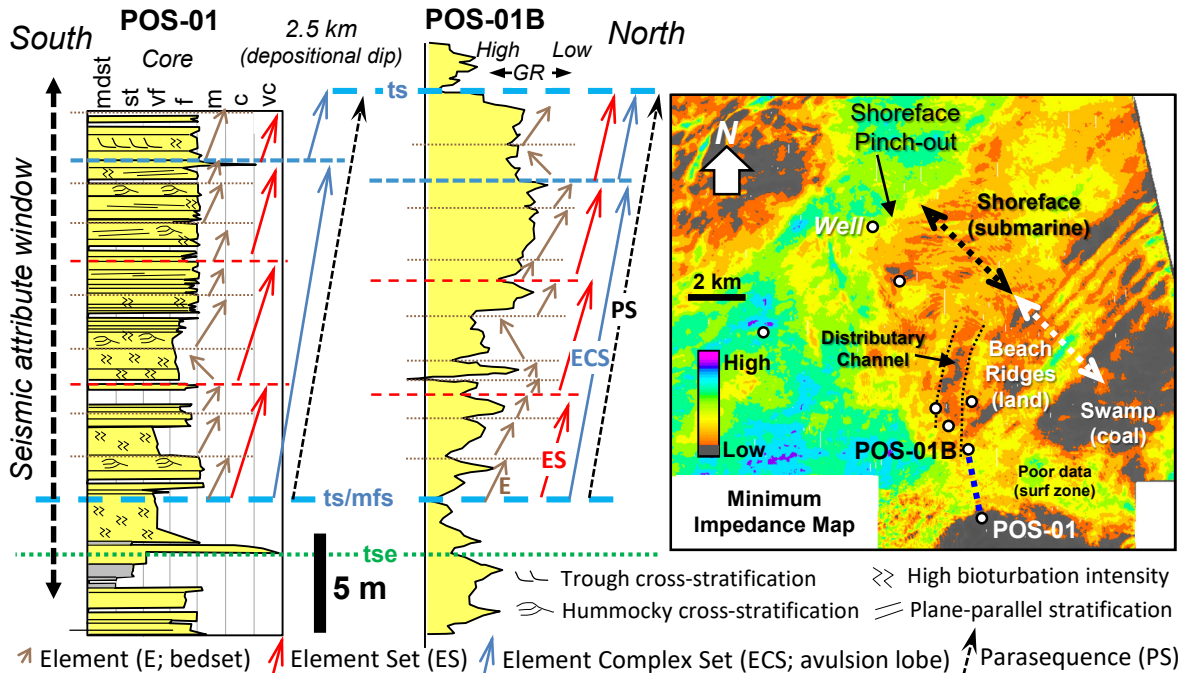 South
POS-01
2.5 km
(depositional dip)
POS-01B
North
Core
High
Low
GR
mdst
st
vf
f
m
c
vc
ts
Seismic attribute window
PS
ECS
ES
E
ts/mfs
tse
5 m
N
Shoreface
Pinch-out
Well
Shoreface
(submarine)
2 km
Distributary
Channel
High
Low
Beach
Ridges
(land)
Swamp
(coal)
POS-01B
Poor data
(surf zone)
POS-01
Minimum
Impedance Map
Trough cross-stratification
High bioturbation intensity
Hummocky cross-stratification
Plane-parallel stratification
Element (E; bedset)
Element Set (ES)
Element Complex Set (ECS; avulsion lobe)
Parasequence (PS)